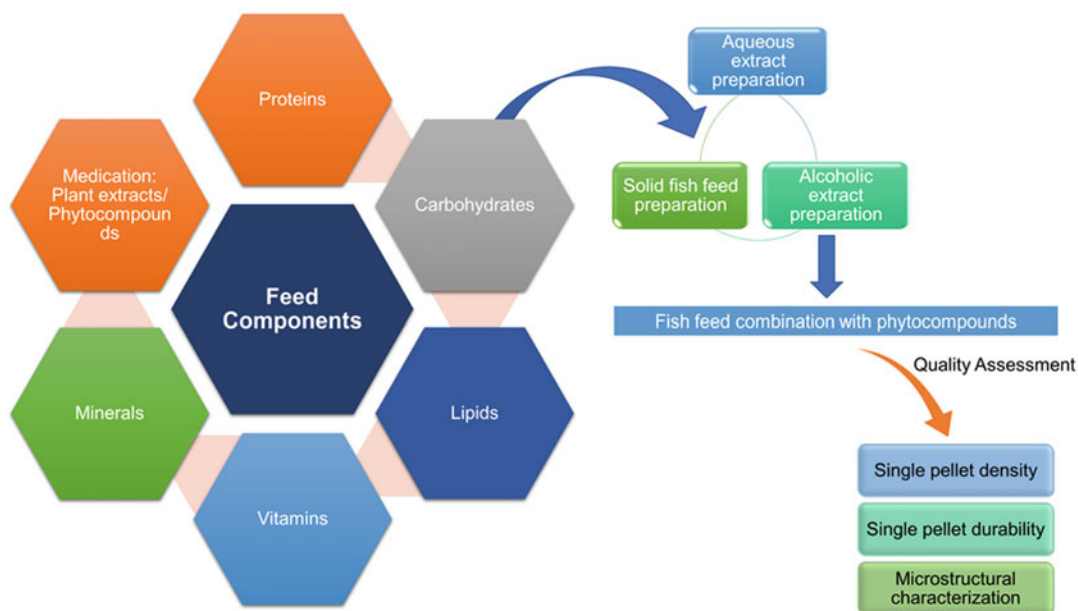 Proteins
Medication:
Plant extracts/
Phytocompoun
ds
Carbohydrates
Feed
Components
Minerals
Lipids
Vitamins
Aqueous
extract
preparation
Solid fish feed
preparation
Alcoholic
extract
preparation
Fish feed combination with phytocompounds
Quality Assessment
Single pellet density
Single pellet durability
Microstructural
characterization